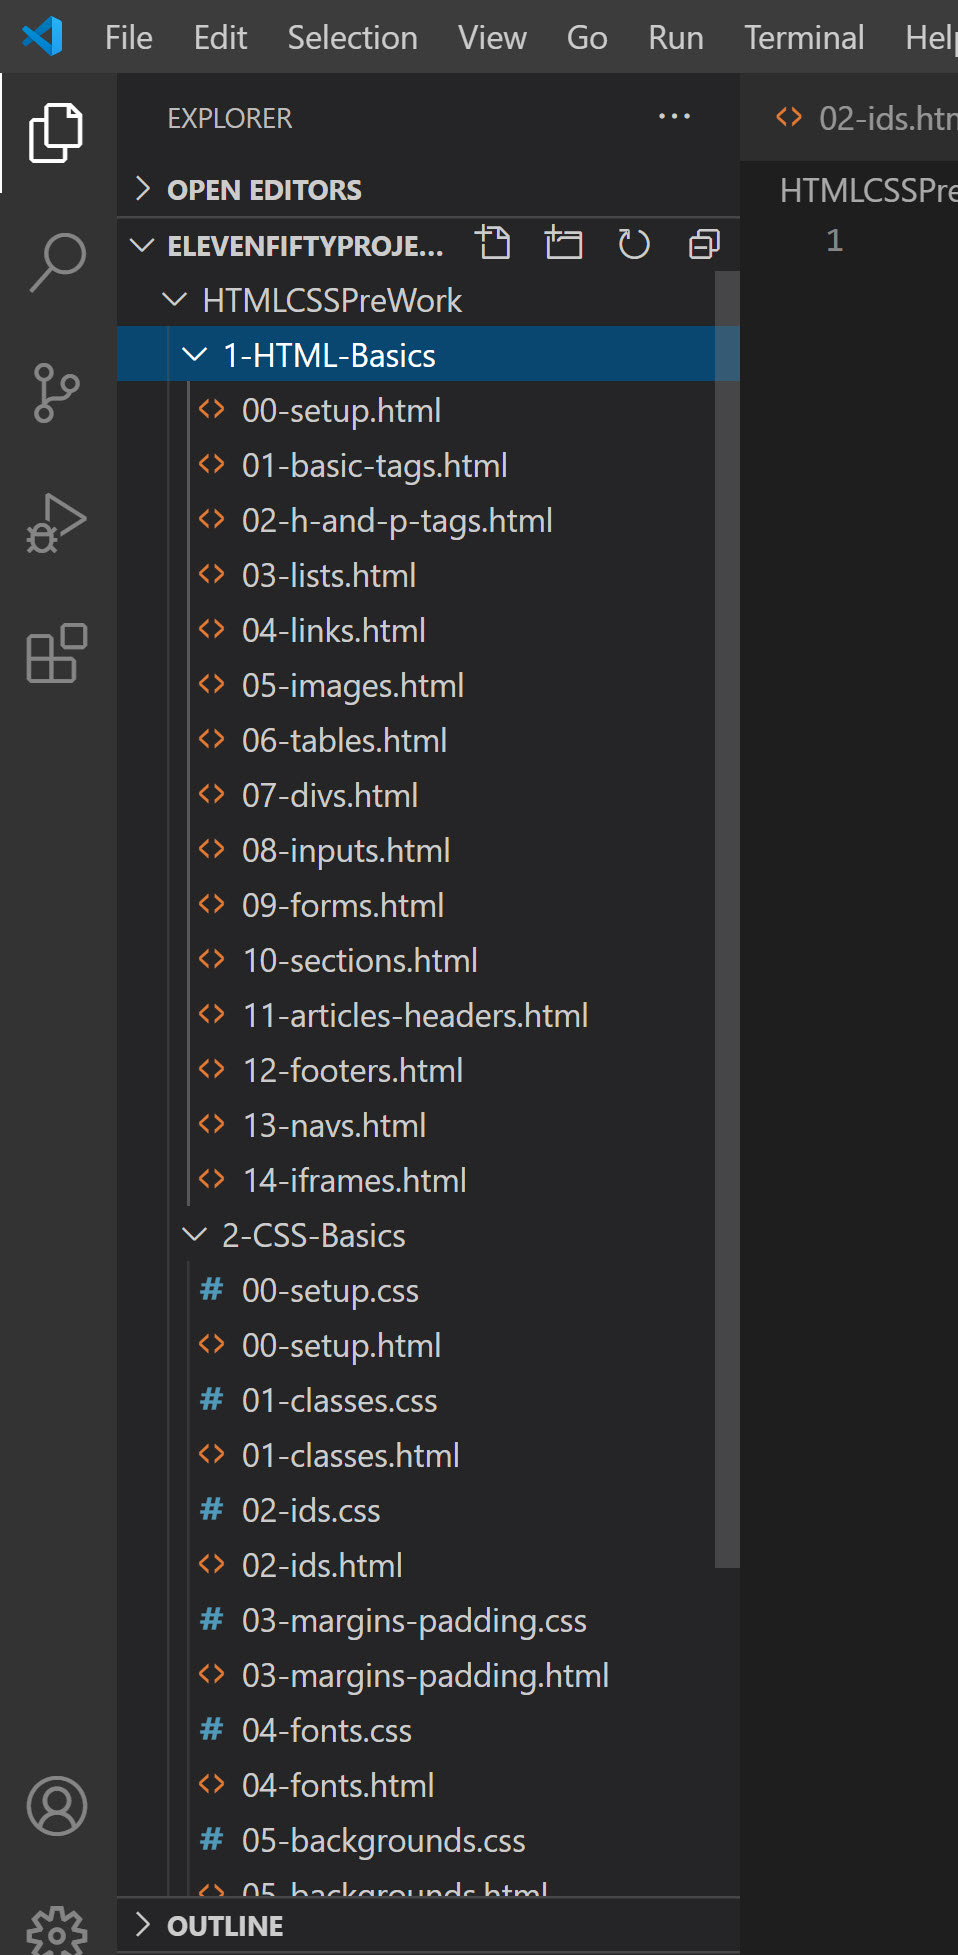 File Edit Selection View Go Run Terminal Help
EXPLORER ...
OPEN EDITORS
ELEVENFIFTYPROJE...
HTMLCSSPreWork
1-HTML-Basics
00-setup.html
01-basic-tags.html
02-h-and-p-tags.html
03-lists.html
04-links.html
05-images.html
06-tables.html
07-divs.html
08-inputs.html
09-forms.html
10-sections.html
11-articles-headers.html
12-footers.html
13-navs.html
14-iframes.html
2-CSS-Basics
00-setup.css
00-setup.html
01-classes.css
01-classes.html
02-ids.css
02-ids.html
03-margins-padding.css
03-margins-padding.html
04-fonts.css
04-fonts.html
05-backgrounds.css
05-backgrounds.html
OUTLINE
02-ids.htm
HTMLCSSPre
1